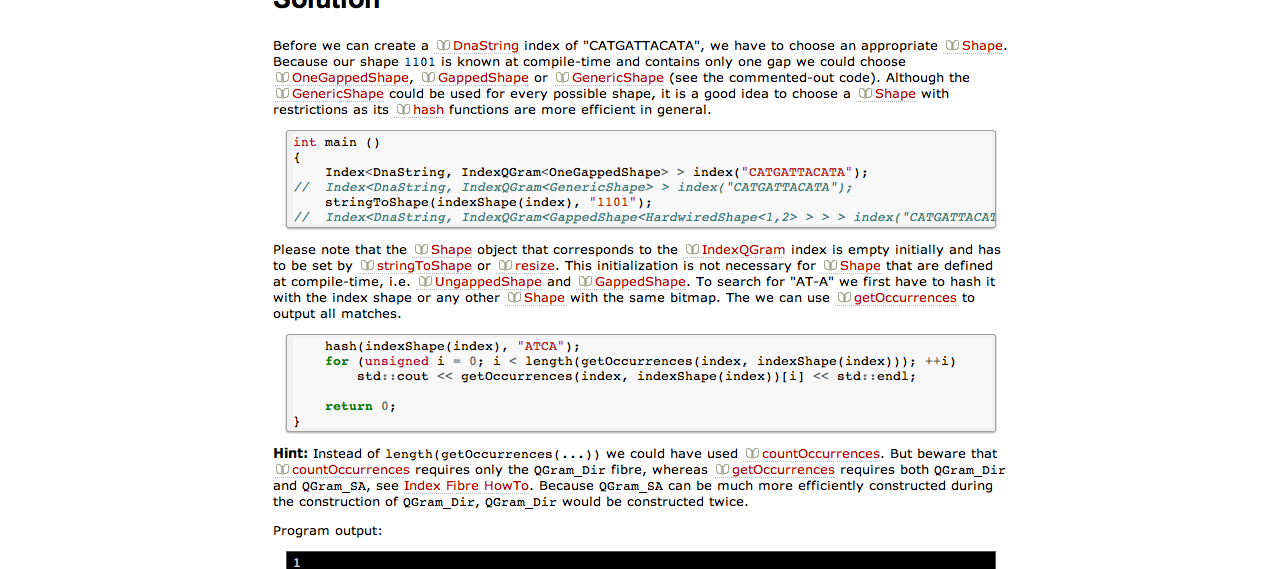 Solution
Before we can create a DnaString index of "CATGATTACATA", we have to choose an appropriate Shape.
Because our shape 1101 is known at compile-time and contains only one gap we could choose
OneGappedShape, GappedShape or GenericShape (see the commented-out code). Although the
GenericShape could be used for every possible shape, it is a good idea to choose a Shape with
restrictions as its hash functions are more efficient in general.
int main ()
{
    Index<DnaString, IndexQGram<OneGappedShape> > index("CATGATTACATA");
//  Index<DnaString, IndexQGram<GenericShape> > index("CATGATTACATA");
    stringToShape(indexShape(index), "1101");
//  Index<DnaString, IndexQGram<GappedShape<HardwiredShape<1,2> > > > index("CATGATTACAT
Please note that the Shape object that corresponds to the IndexQGram index is empty initially and has
to be set by stringToShape or resize. This initialization is not necessary for Shape that are defined
at compile-time, i.e. UngappedShape and GappedShape. To search for "AT-A" we first have to hash it
with the index shape or any other Shape with the same bitmap. The we can use getOccurrences to
output all matches.
    hash(indexShape(index), "ATCA");
    for (unsigned i = 0; i < length(getOccurrences(index, indexShape(index))); ++i)
        std::cout << getOccurrences(index, indexShape(index))[i] << std::endl;
    return 0;
}
Hint: Instead of length(getOccurrences(...)) we could have used countOccurrences. But beware that
countOccurrences requires only the QGram_Dir fibre, whereas getOccurrences requires both QGram_Dir
and QGram_SA, see Index Fibre HowTo. Because QGram_SA can be much more efficiently constructed during
the construction of QGram_Dir, QGram_Dir would be constructed twice.
Program output:
1